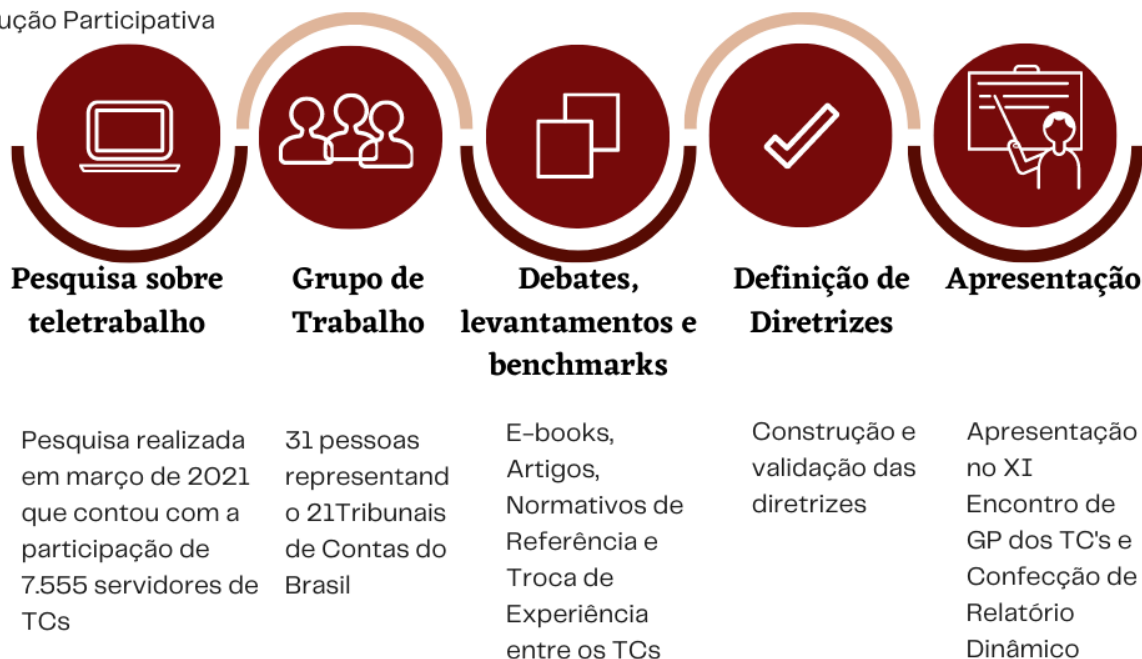 ução Participativa
Pesquisa sobre
teletrabalho
Pesquisa realizada
em março de 2021
que contou com a
participação de
7.555 servidores de
TCs
Grupo de
Trabalho
31 pessoas
representand
o 21Tribunais
de Contas do
Brasil
Debates,
levantamentos e
benchmarks
E-books,
Artigos,
Normativos de
Referência e
Troca de
Experiência
entre os TCs
Definição de
Diretrizes
Construção e
validação das
diretrizes
Apresentação
Apresentação
no XI
Encontro de
GP dos TC's e
Confecção de
Relatório
Dinâmico